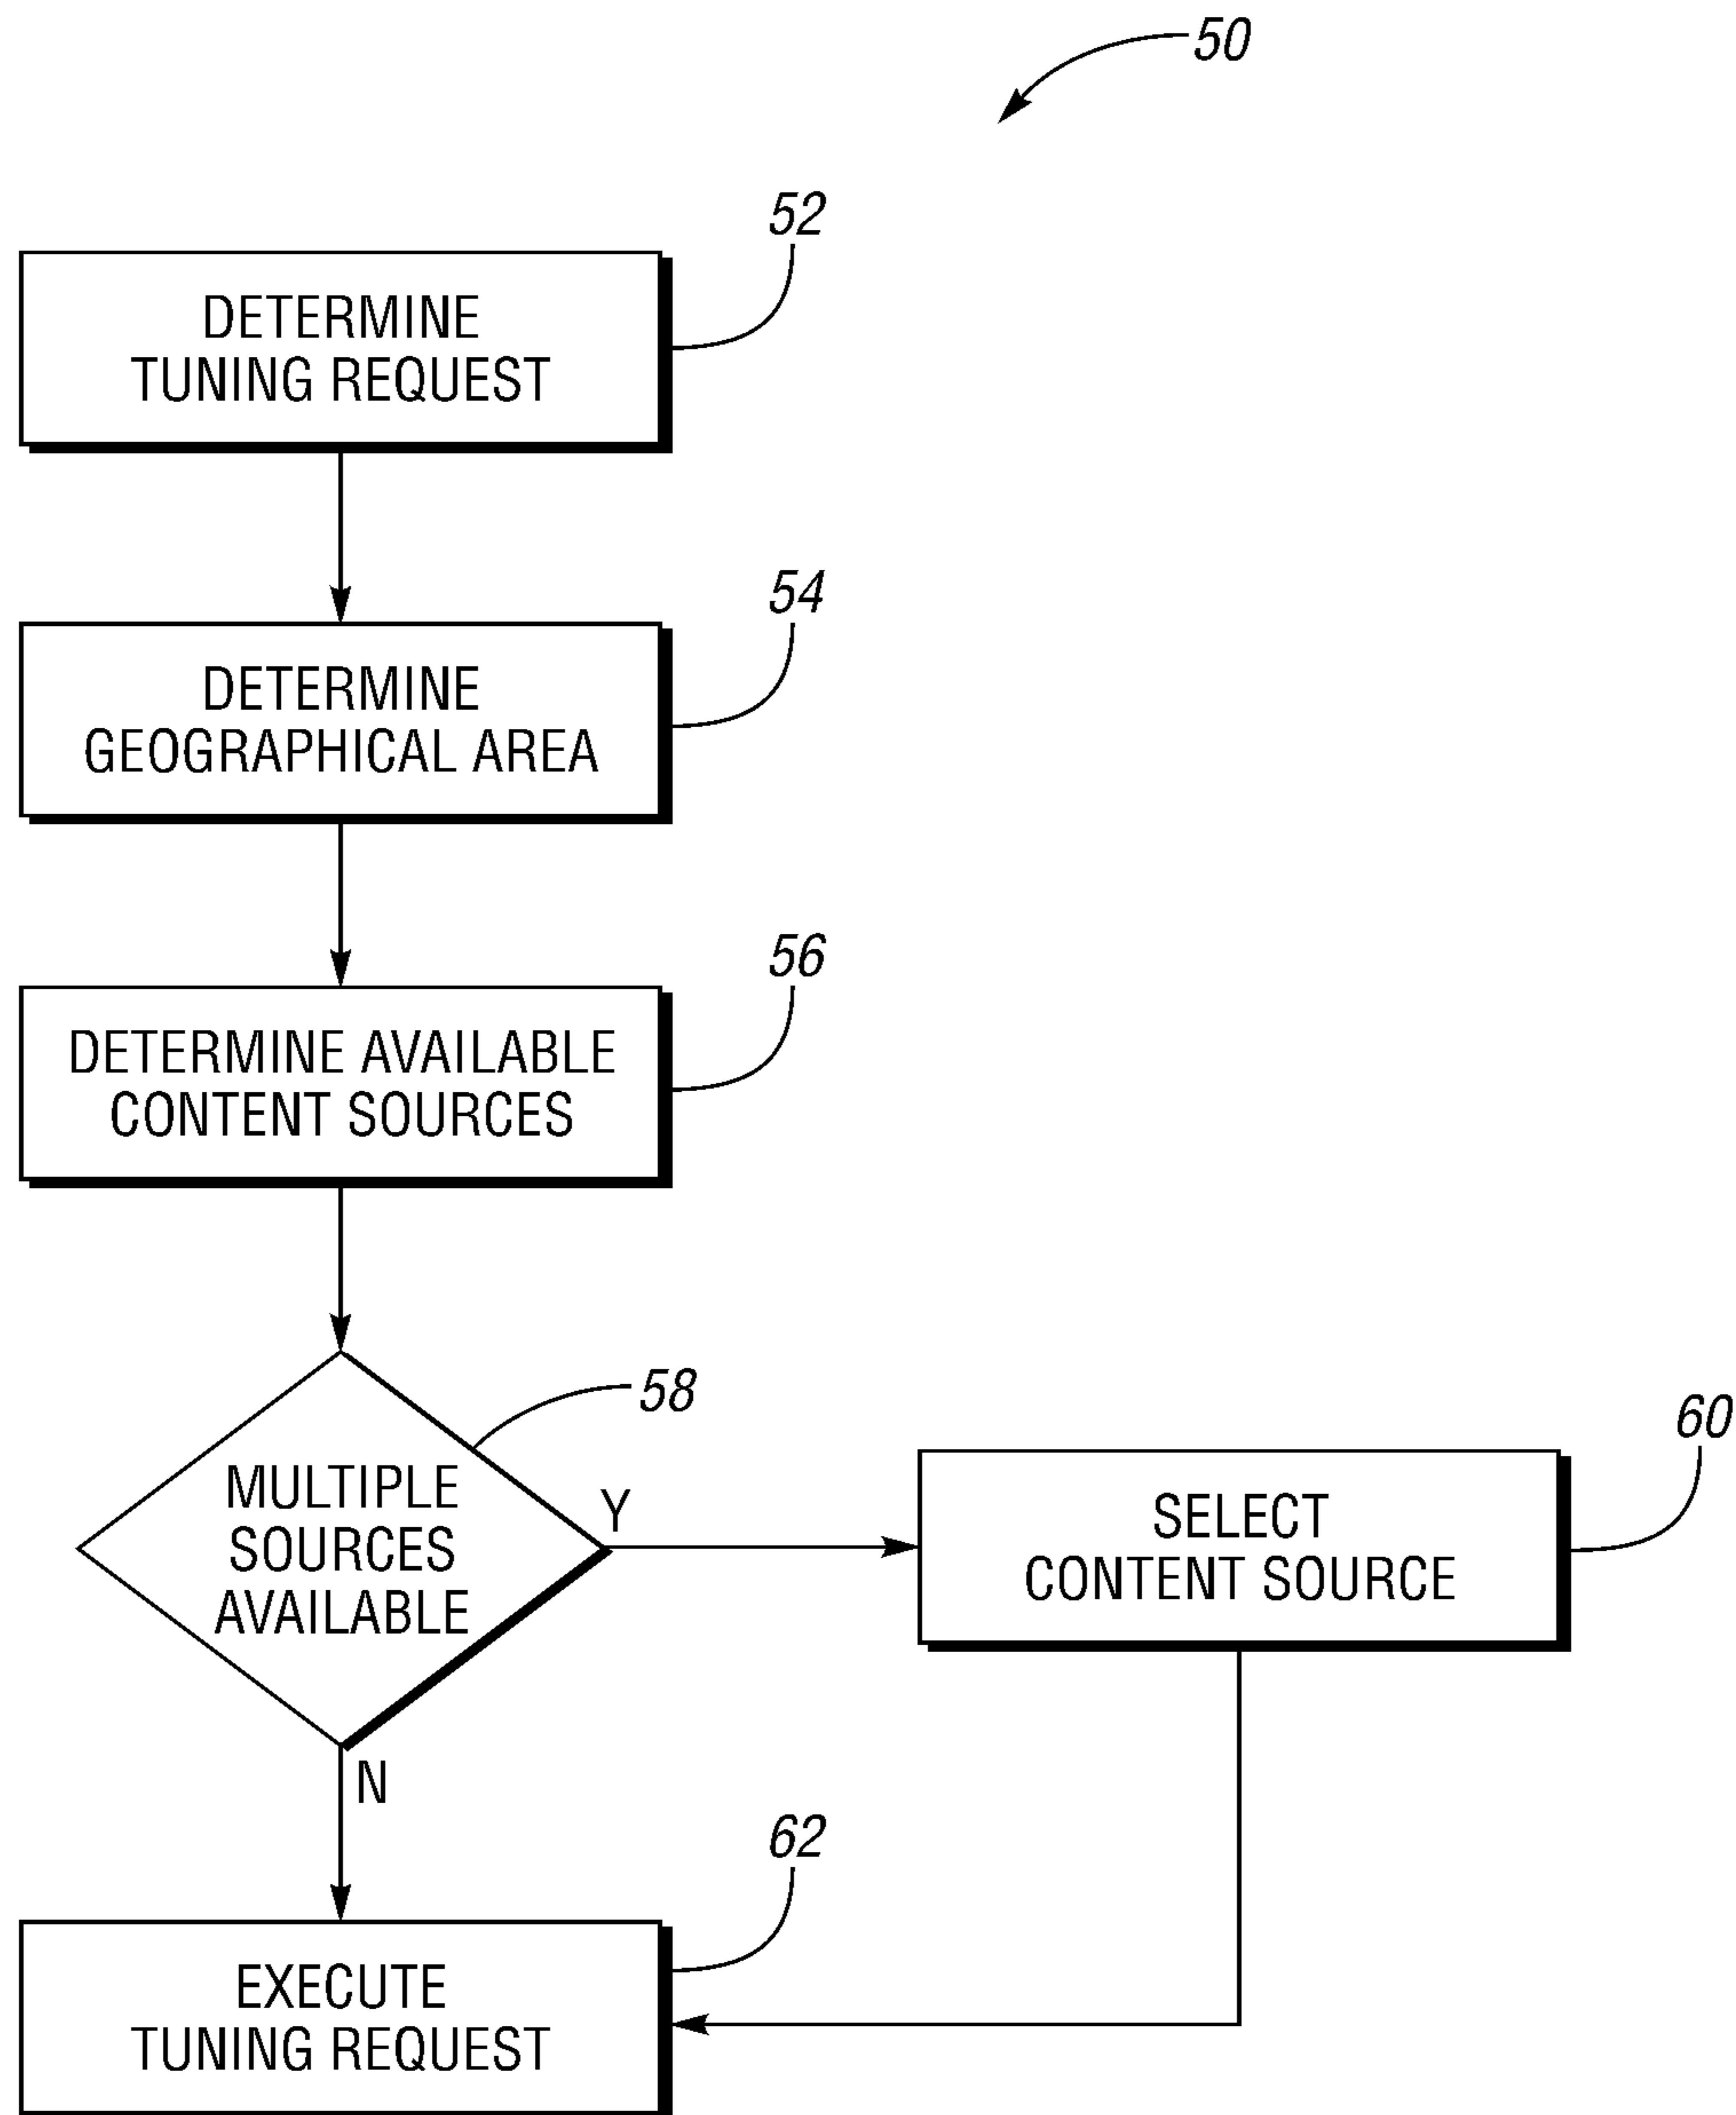 50
52
DETERMINE
TUNING REQUEST
54
DETERMINE
GEOGRAPHICAL AREA
56
DETERMINE AVAILABLE
CONTENT SOURCES
58
MULTIPLE
SOURCES
AVAILABLE
Y
60
SELECT
CONTENT SOURCE
N
62
EXECUTE
TUNING REQUEST